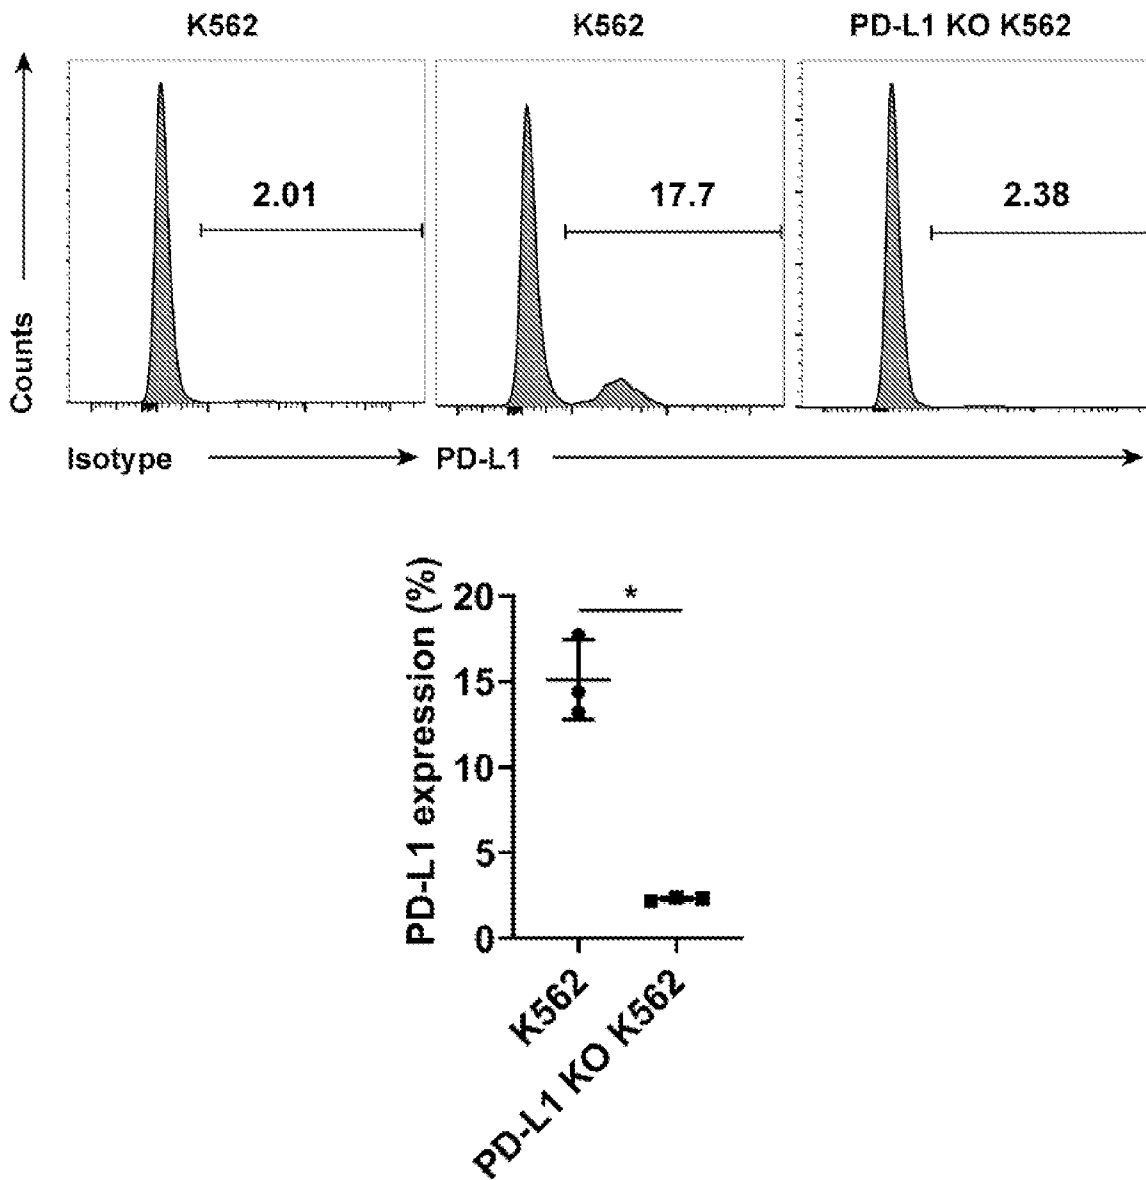 K562 K562 PD-L1 KO K562
2.01 17.7 2.38
Counts
Isotype PD-L1
PD-L1 expression (%)
*
20
15
10
5
0
K562
PD-L1 KO K562